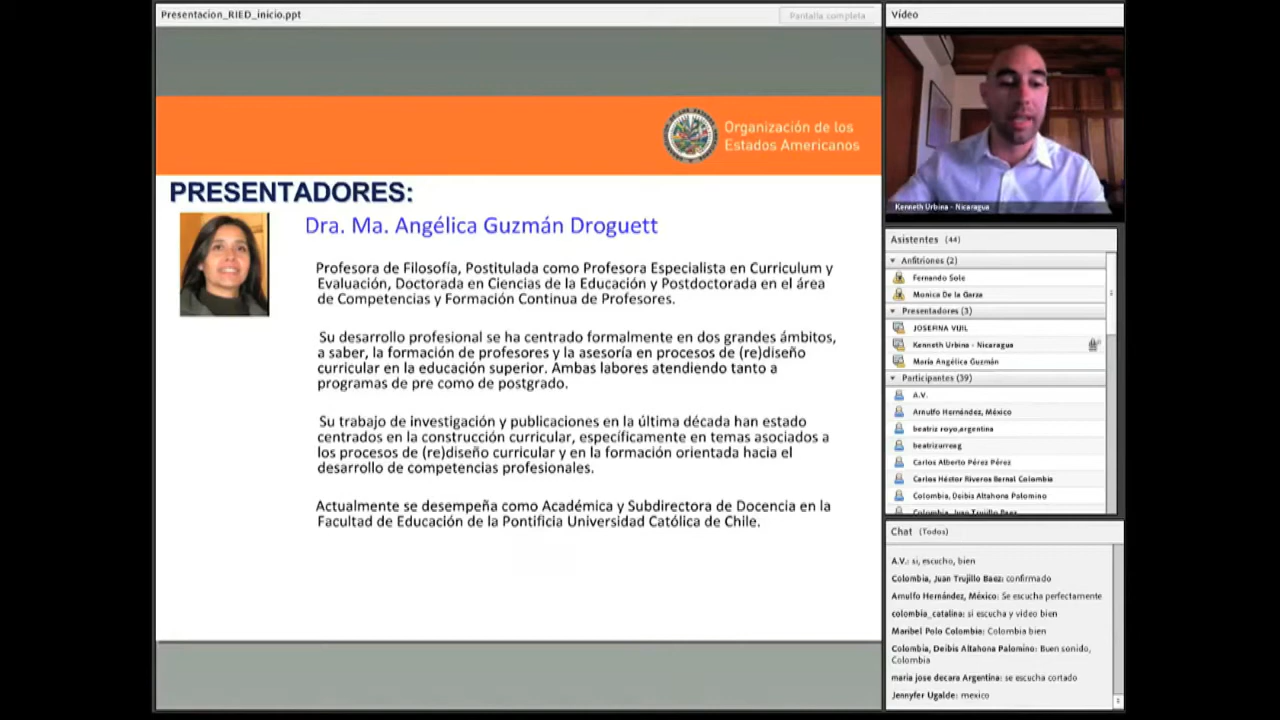 Presentacion_RIED_inicio.ppt
Pantalla completa
Organización de los
Estados Americanos
PRESENTADORES:
Dra. Ma. Angélica Guzmán Droguett
Profesora de Filosofía, Postitulada como Profesora Especialista en Curriculum y
Evaluación, Doctorada en Ciencias de la Educación y Postdoctorada en el área
de Competencias y Formación Continua de Profesores.
Su desarrollo profesional se ha centrado formalmente en dos grandes ámbitos,
a saber, la formación de profesores y la asesoría en procesos de (re)diseño
curricular en la educación superior. Ambas labores atendiendo tanto a
programas de pre como de postgrado.
Su trabajo de investigación y publicaciones en la última década han estado
centrados en la construcción curricular, específicamente en temas asociados a
los procesos de (re)diseño curricular y en la formación orientada hacia el
desarrollo de competencias profesionales.
Actualmente se desempeña como Académica y Subdirectora de Docencia en la
Facultad de Educación de la Pontificia Universidad Católica de Chile.
Vídeo
Kenneth Urbina - Nicaragua
Asistentes (44)
Anfitriones (2)
Fernando Sole
Monica De la Garza
Presentadores (3)
JOSERNA VIJIL
Kenneth Urbina - Nicaragua
María Angélica Guzmán
Participantes (39)
A.V.
Arnulfo Hernández, México
beatriz royo,argentina
beatrizurreag
Carlos Alberto Pérez Pérez
Carlos Héctor Riveros Bernal Colombia
Colombia, Deibis Altahona Palomino
Colombia, Juan Trujillo Baez
Chat (Todos)
A.V.: si, escucho, bien
Colombia, Juan Trujillo Baez: confirmado
Arnulfo Hernández, México: Se escucha perfectamente
colombia_catalina: si escucha y video bien
Maribel Polo Colombia: Colombia bien
Colombia, Deibis Altahona Palomino: Buen sonido,
Colombia
maria jose decara Argentina: se escucha cortado
Jennyfer Ugalde: mexico